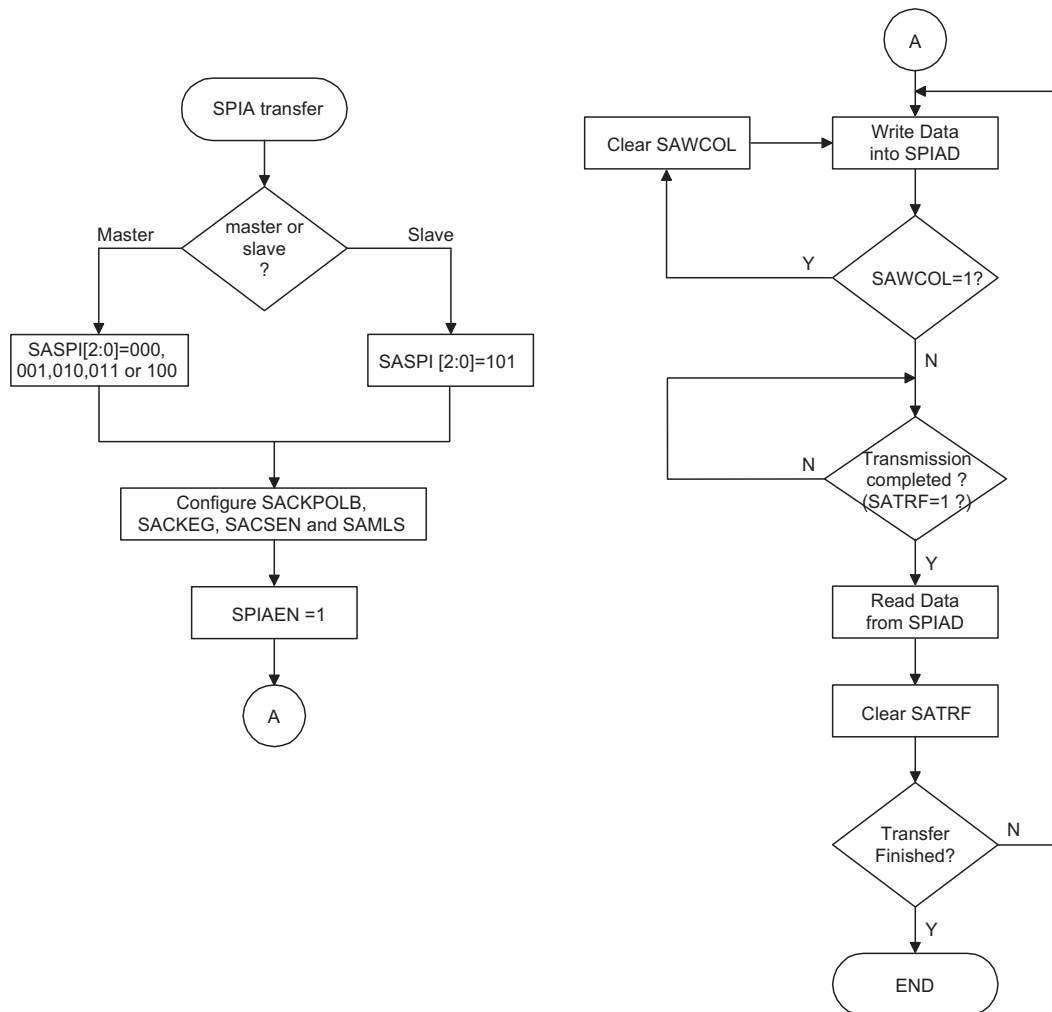 SPIA transfer
master or
slave
?
Master
Slave
SASPI[2:0]=000,
001,010,011 or 100
SASPI [2:0]=101
Configure SACKPOLB,
SACKEG, SACSEN and SAMLS
SPIAEN =1
A
A
Clear SAWCOL
Write Data
into SPIAD
Y
SAWCOL=1?
N
N
Transmission
completed ?
(SATRF=1 ?)
Y
Read Data
from SPIAD
Clear SATRF
Transfer
Finished?
N
Y
END